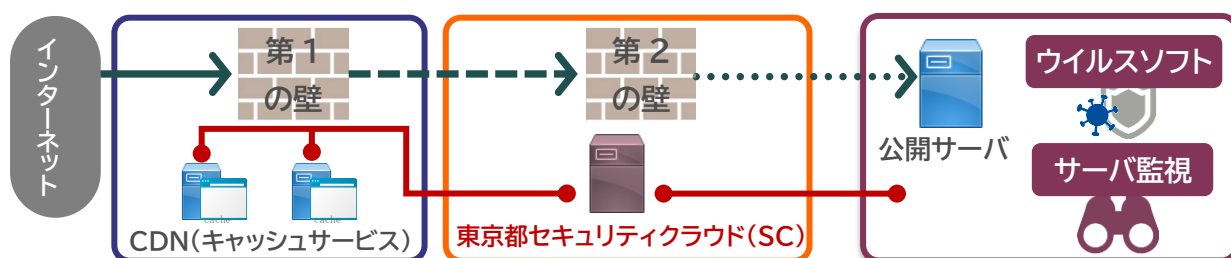 インターネット
第1
の壁
第2
の壁
ウイルスソフト
公開サーバ
サーバ監視
cache
cache
CDN(キャッシュサービス)
東京都セキュリティクラウド(SC)